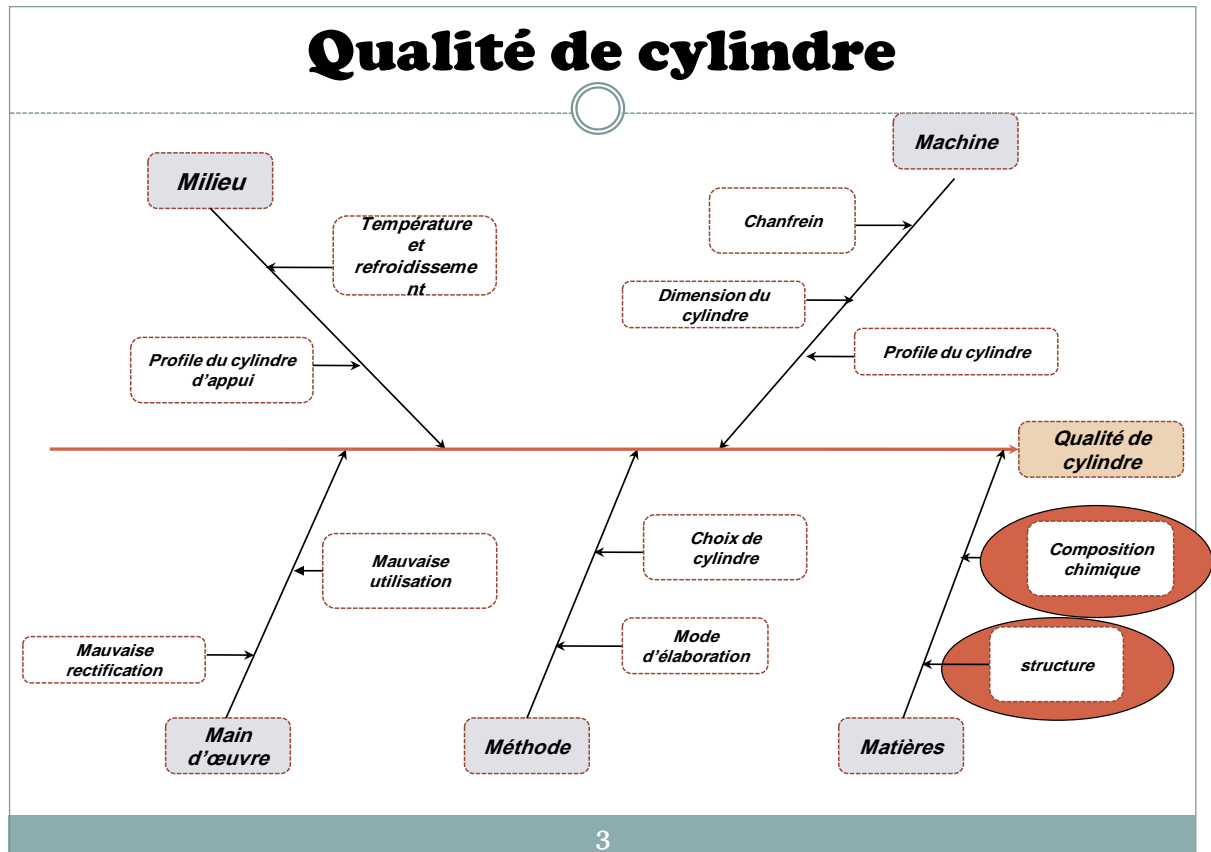 Qualité de cylindre
Machine
Milieu
Chanfrein
Température
et
refroidisseme
nt
Dimension du
cylindre
Profile du cylindre
Profile du cylindre
d’appui
Qualité de
cylindre
Composition
chimique
Choix de
cylindre
Mauvaise
utilisation
Mode
d’élaboration
Mauvaise
rectification
structure
Main
d’œuvre
Méthode
Matières
3